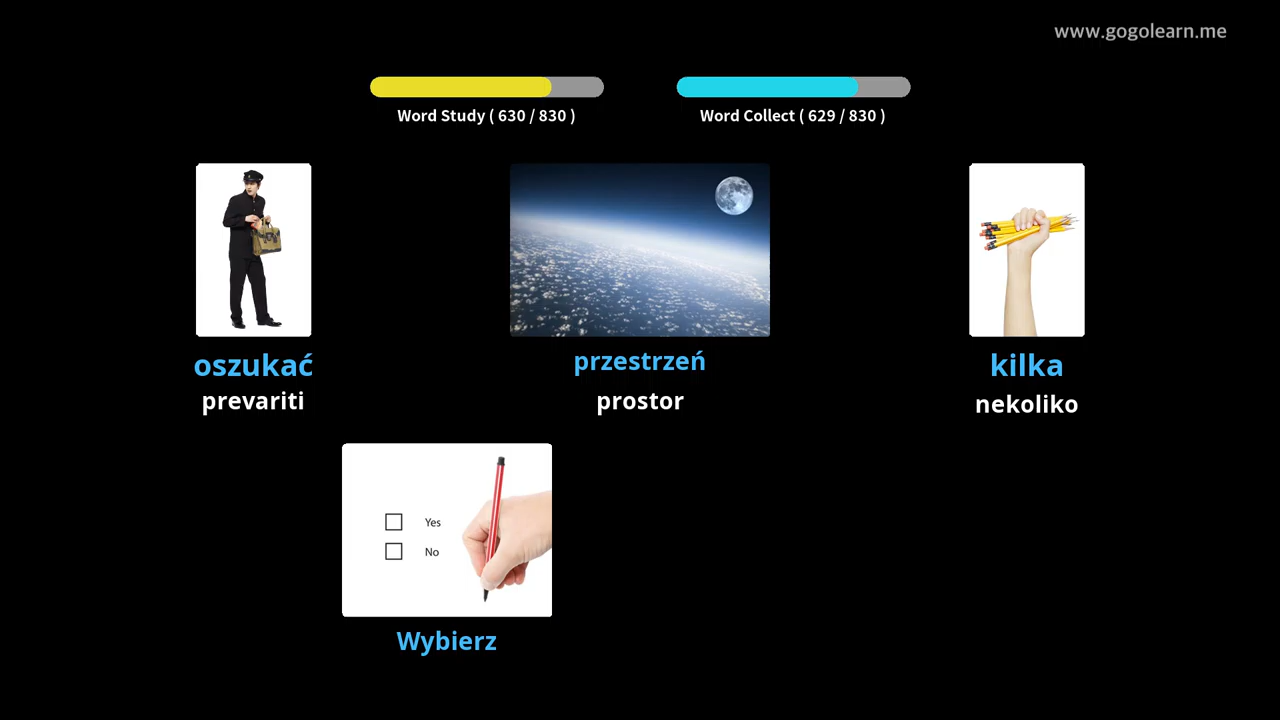 www.gogolearn.me
Word Study ( 630 / 830 )
Word Collect ( 629 / 830 )
oszukać
prevariti
przestrzeń
prostor
kilka
nekoliko
Yes
No
Wybierz